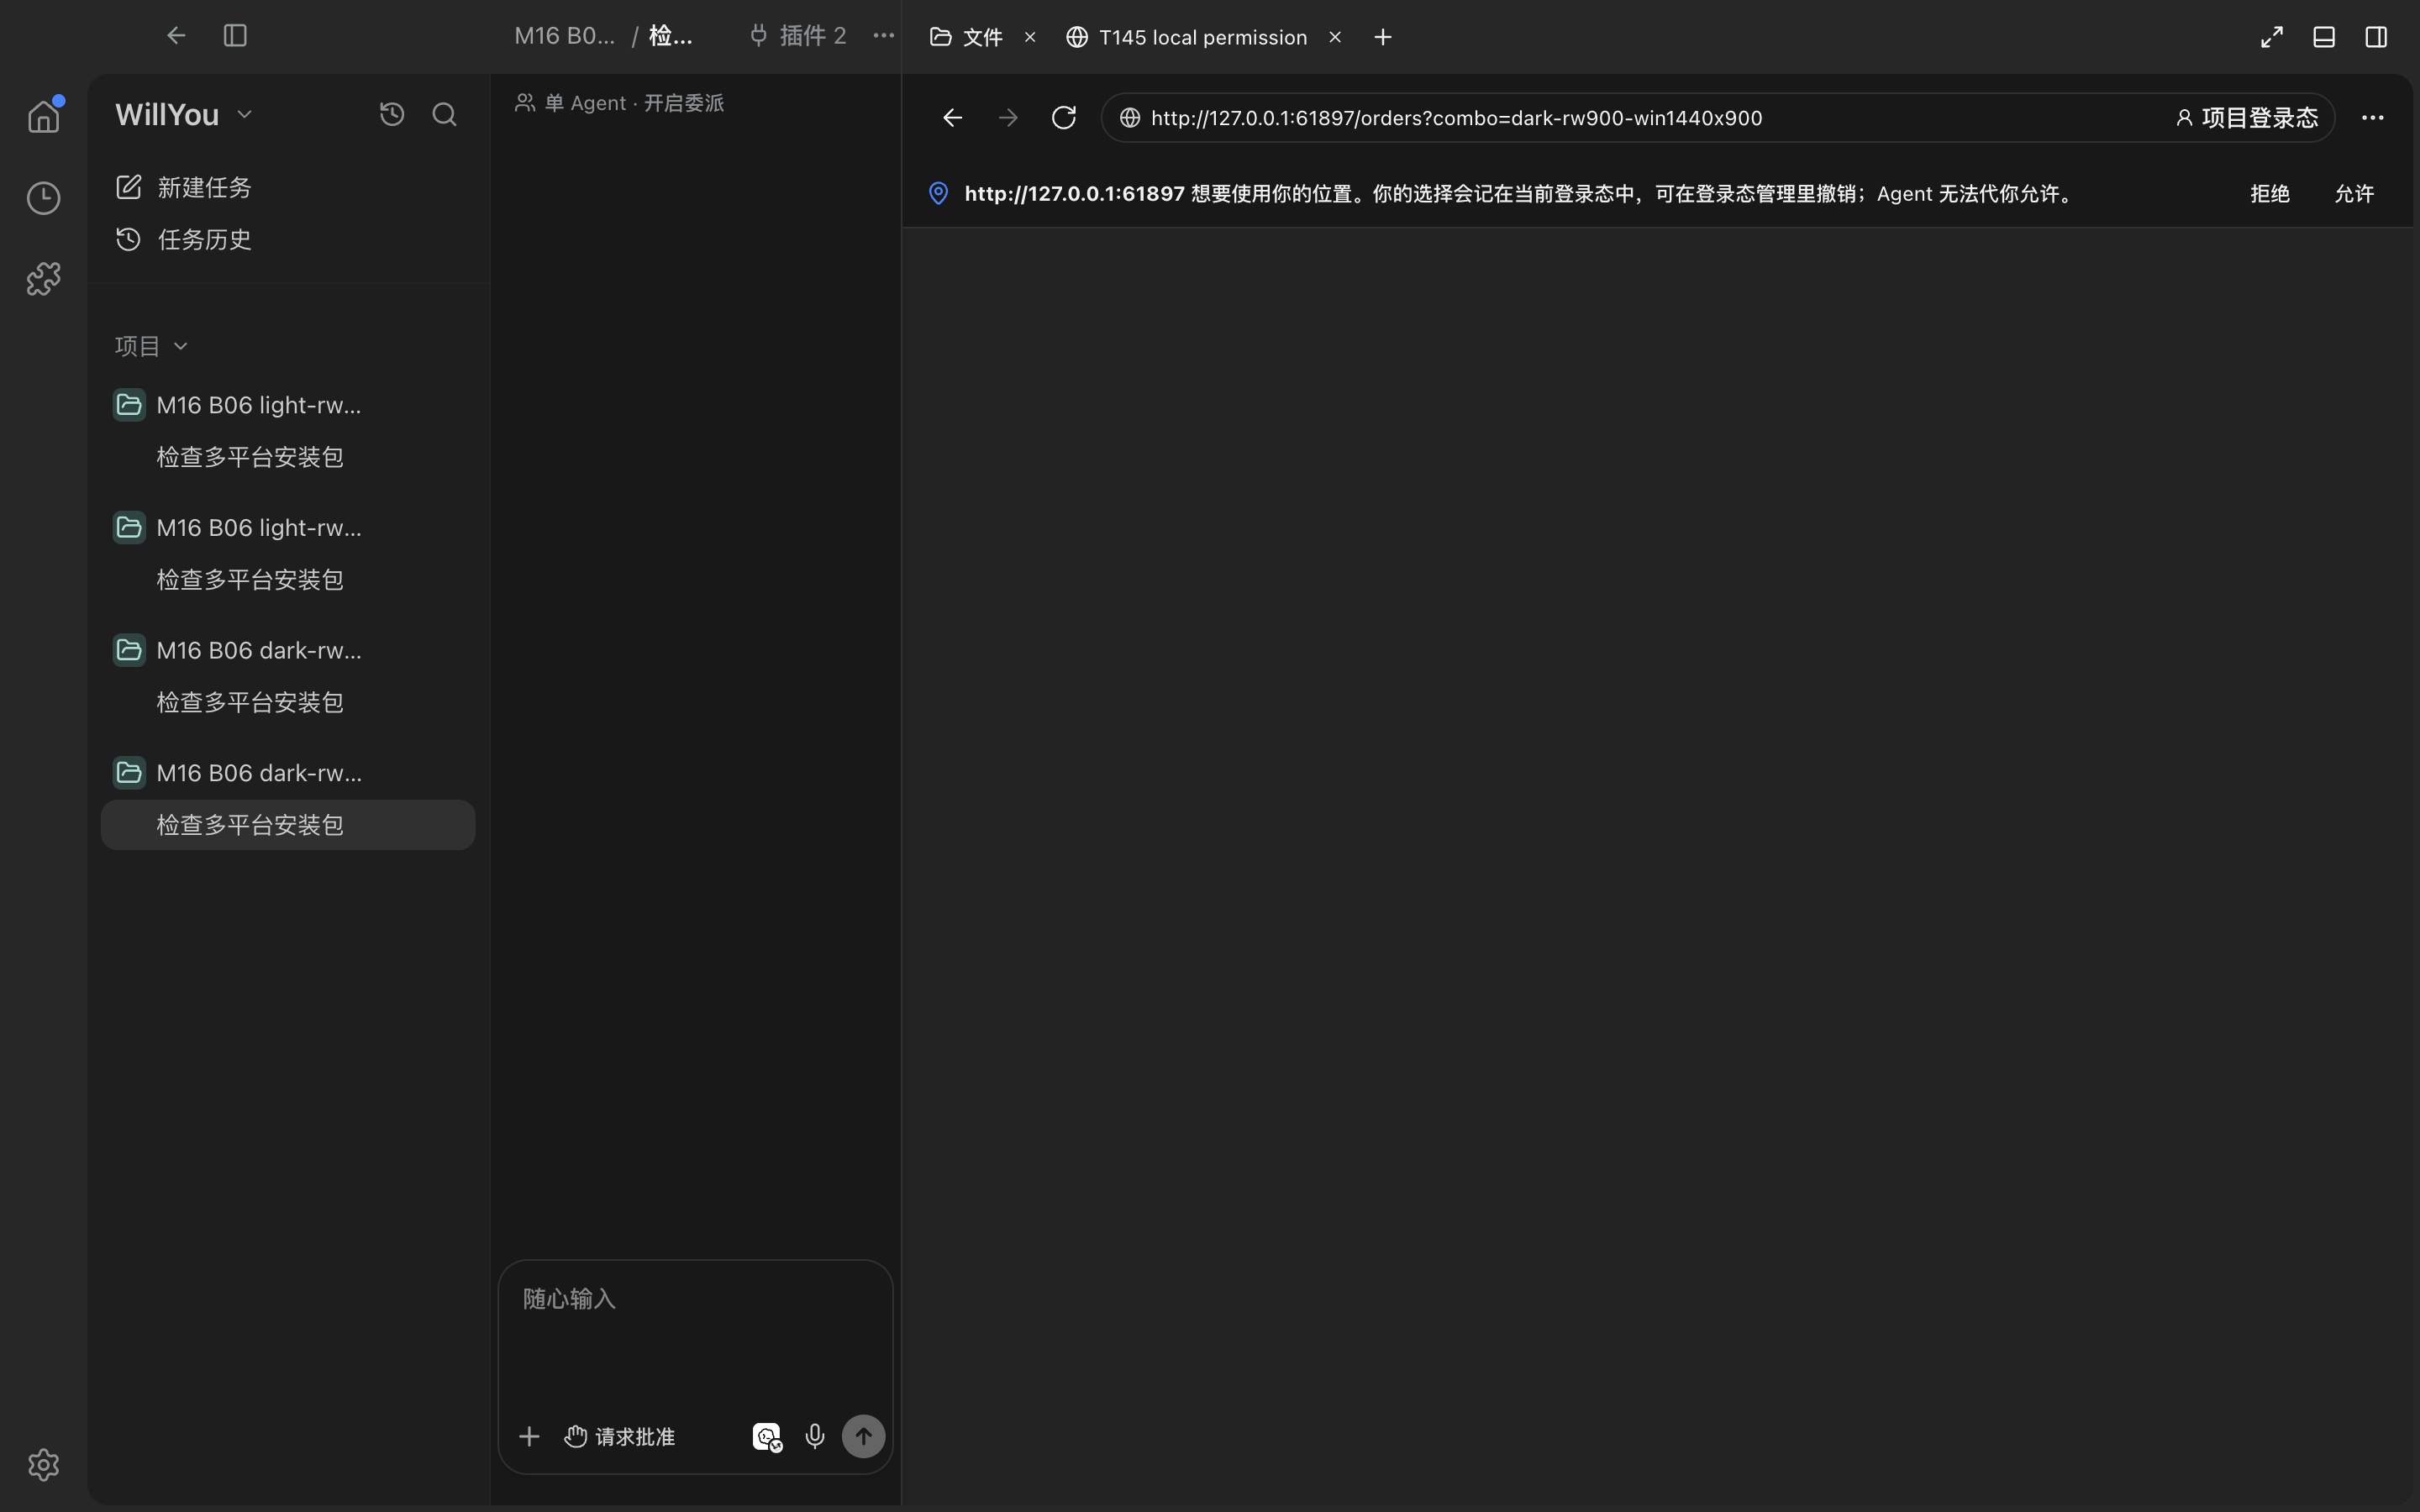 M16 B0... / 检...
插件 2
文件
T145 local permission
WillYou
新建任务
任务历史
项目
M16 B06 light-rw...
检查多平台安装包
M16 B06 light-rw...
检查多平台安装包
M16 B06 dark-rw...
检查多平台安装包
M16 B06 dark-rw...
检查多平台安装包
单 Agent · 开启委派
随心输入
请求批准
http://127.0.0.1:61897/orders?combo=dark-rw900-win1440x900
项目登录态
http://127.0.0.1:61897 想要使用你的位置。你的选择会记在当前登录态中，可在登录态管理里撤销；Agent 无法代你允许。
拒绝
允许